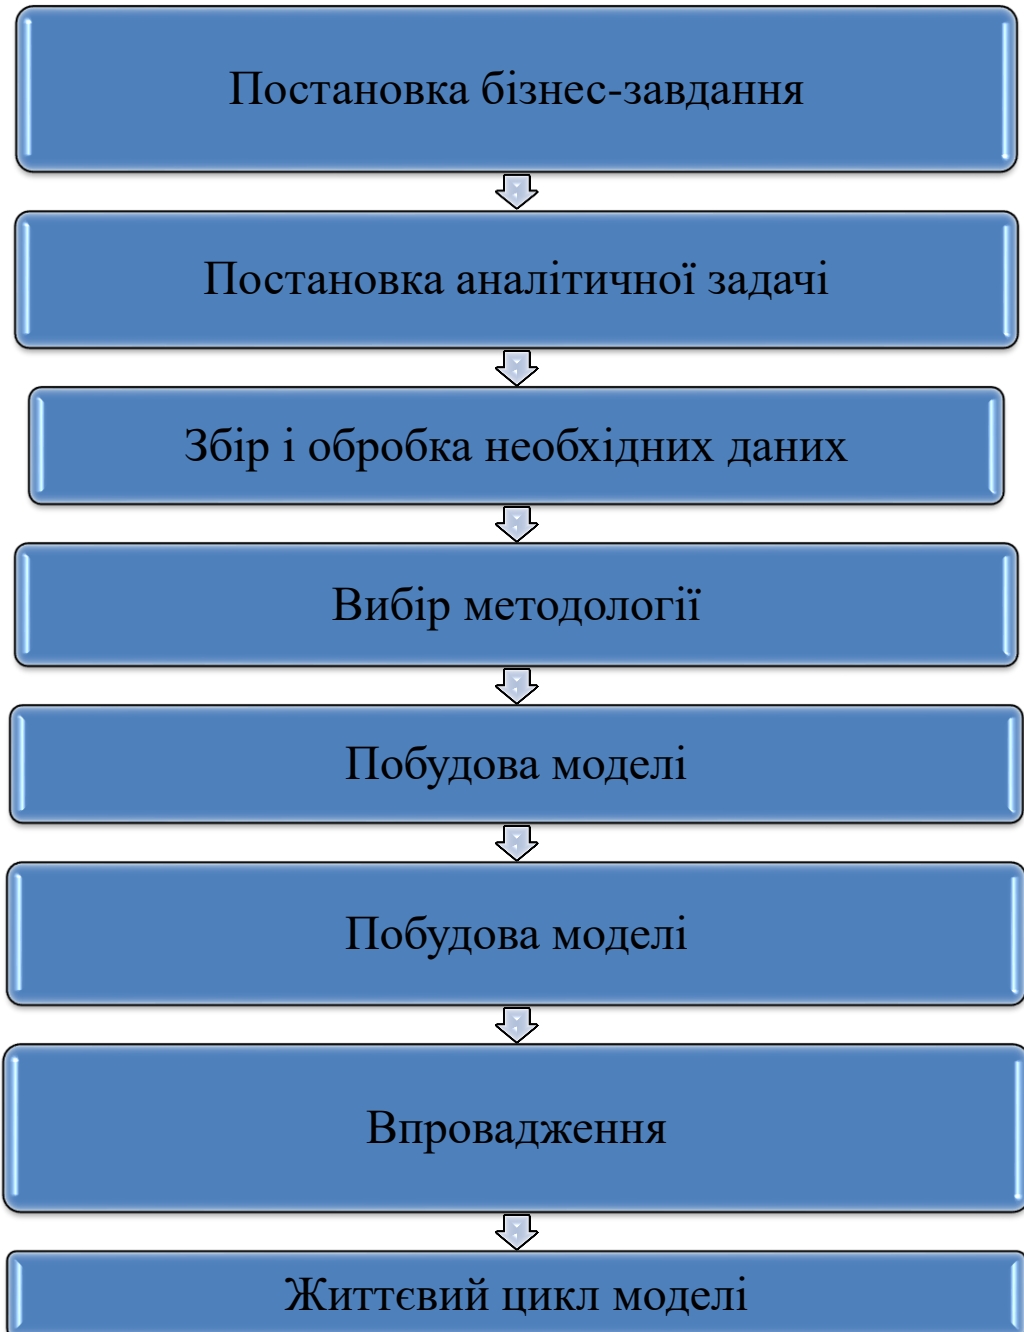 Постановка бізнес-завдання
Постановка аналітичної задачі
Збір і обробка необхідних даних
Вибір методології
Побудова моделі
Побудова моделі
Впровадження
Життєвий цикл моделі